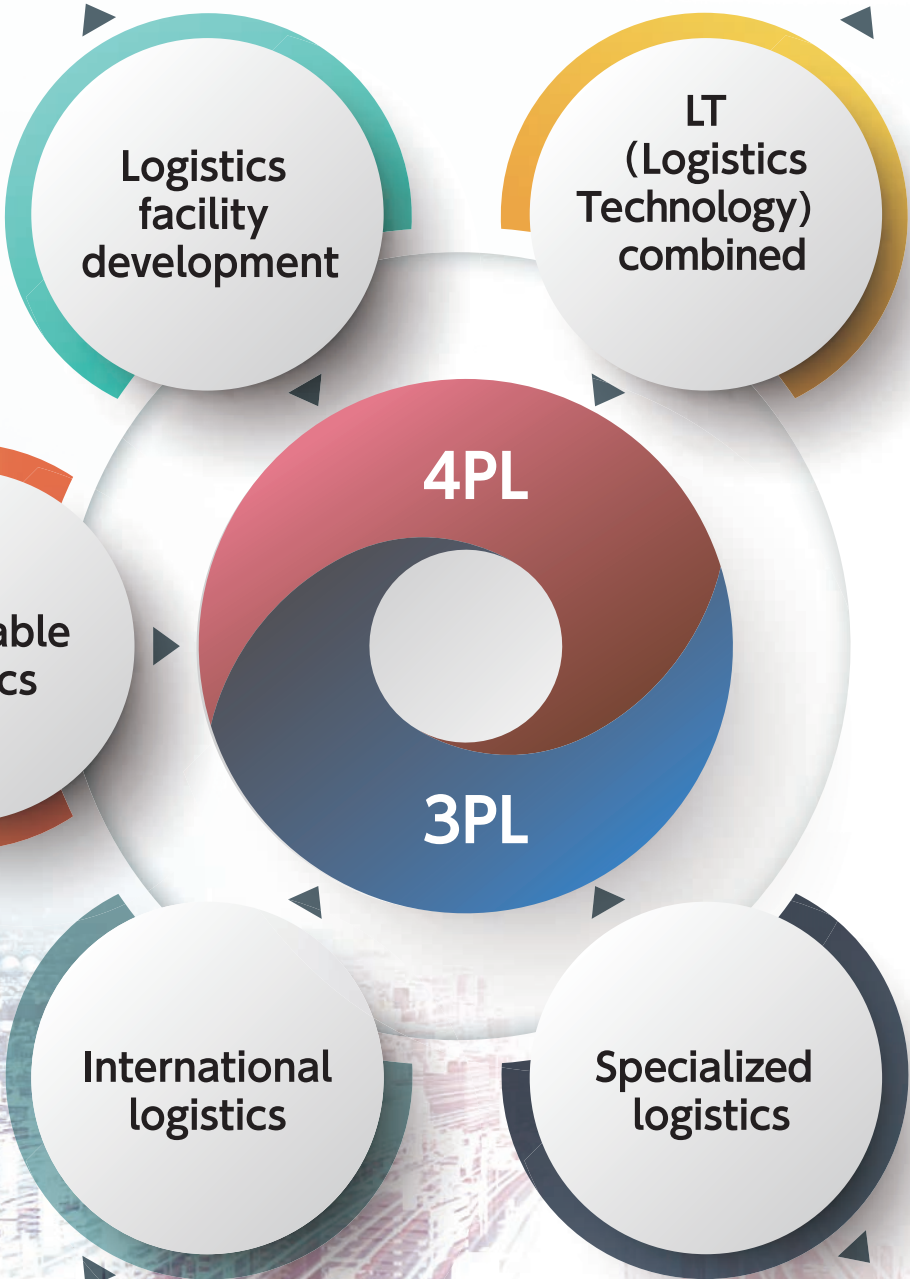 Logistics
facility
development
LT
(Logistics
Technology)
combined
4PL
3PL
International
logistics
Specialized
logistics